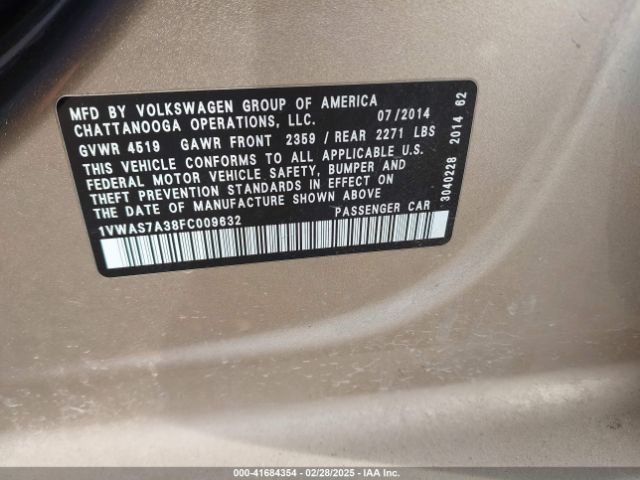 MFD BY VOLKSWAGEN GROUP OF AMERICA
CHATTANOOGA OPERATIONS, LLC. 07/2014
GVWR 4519 GAWR FRONT 2359 / REAR 2271 LBS
THIS VEHICLE CONFORMS TO ALL APPLICABLE U.S.
FEDERAL MOTOR VEHICLE SAFETY, BUMPER AND
THEFT PREVENTION STANDARDS IN EFFECT ON
THE DATE OF MANUFACTURE SHOWN ABOVE
1VWAS7A38FC009632 PASSENGER CAR
3040228 2014 62
000-41684354 | 02/28/2025 | IAA Inc.